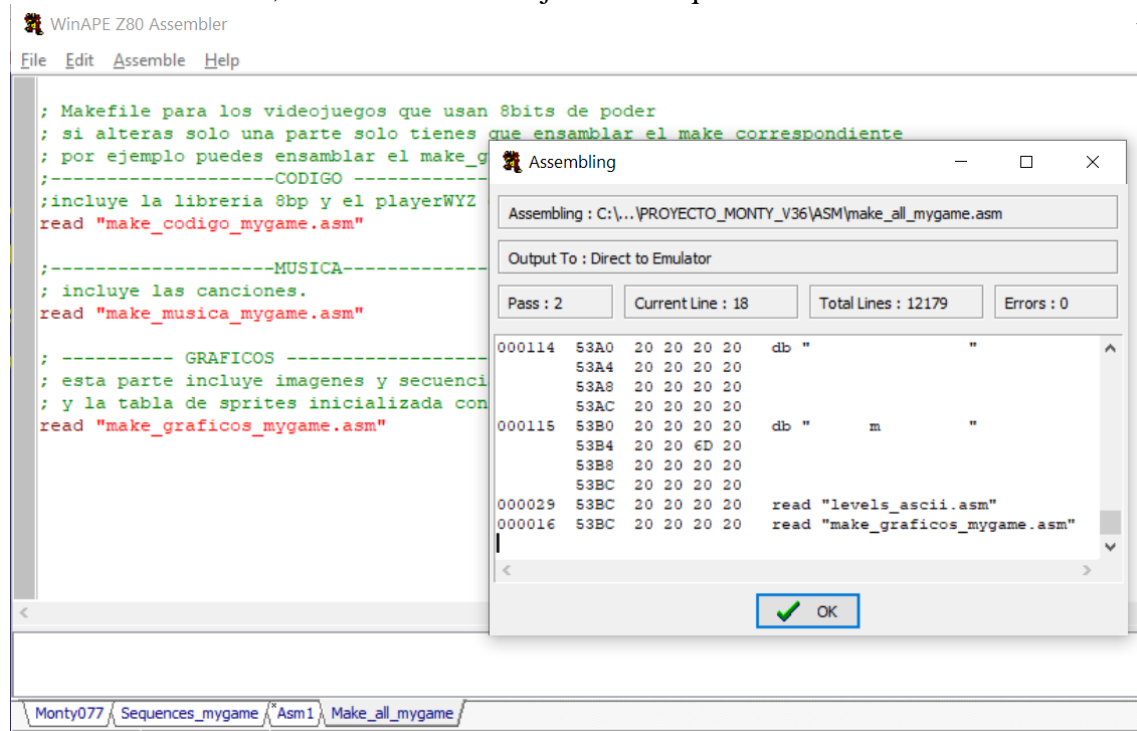 WinAPE Z80 Assembler
File Edit Assemble Help
; Makefile para los videojuegos que usan 8bits de poder
; si alteras solo una parte solo tienes que ensamblar el make correspondiente
; por ejemplo puedes ensamblar el make_g
;--------------------CODIGO ------------
;incluye la libreria 8bp y el playerWYZ
read "make_codigo_mygame.asm"
;--------------------MUSICA-------------
; incluye las canciones.
read "make_musica_mygame.asm"
; ---------- GRAFICOS ------------------
; esta parte incluye imagenes y secuenci
; y la tabla de sprites inicializada con
read "make_graficos_mygame.asm"
Assembling
Assembling : C:\...\PROYECTO_MONTY_V36\ASM\make_all_mygame.asm
Output To : Direct to Emulator
Pass : 2 Current Line : 18 Total Lines : 12179 Errors : 0
000114 53A0 20 20 20 20 db " "
53A4 20 20 20 20
53A8 20 20 20 20
53AC 20 20 20 20
000115 53B0 20 20 20 20 db " m "
53B4 20 20 6D 20
53B8 20 20 20 20
53BC 20 20 20 20
000029 53BC 20 20 20 20 read "levels_ascii.asm"
000016 53BC 20 20 20 20 read "make_graficos_mygame.asm"
OK
Monty077 Sequences_mygame *Asm1 Make_all_mygame